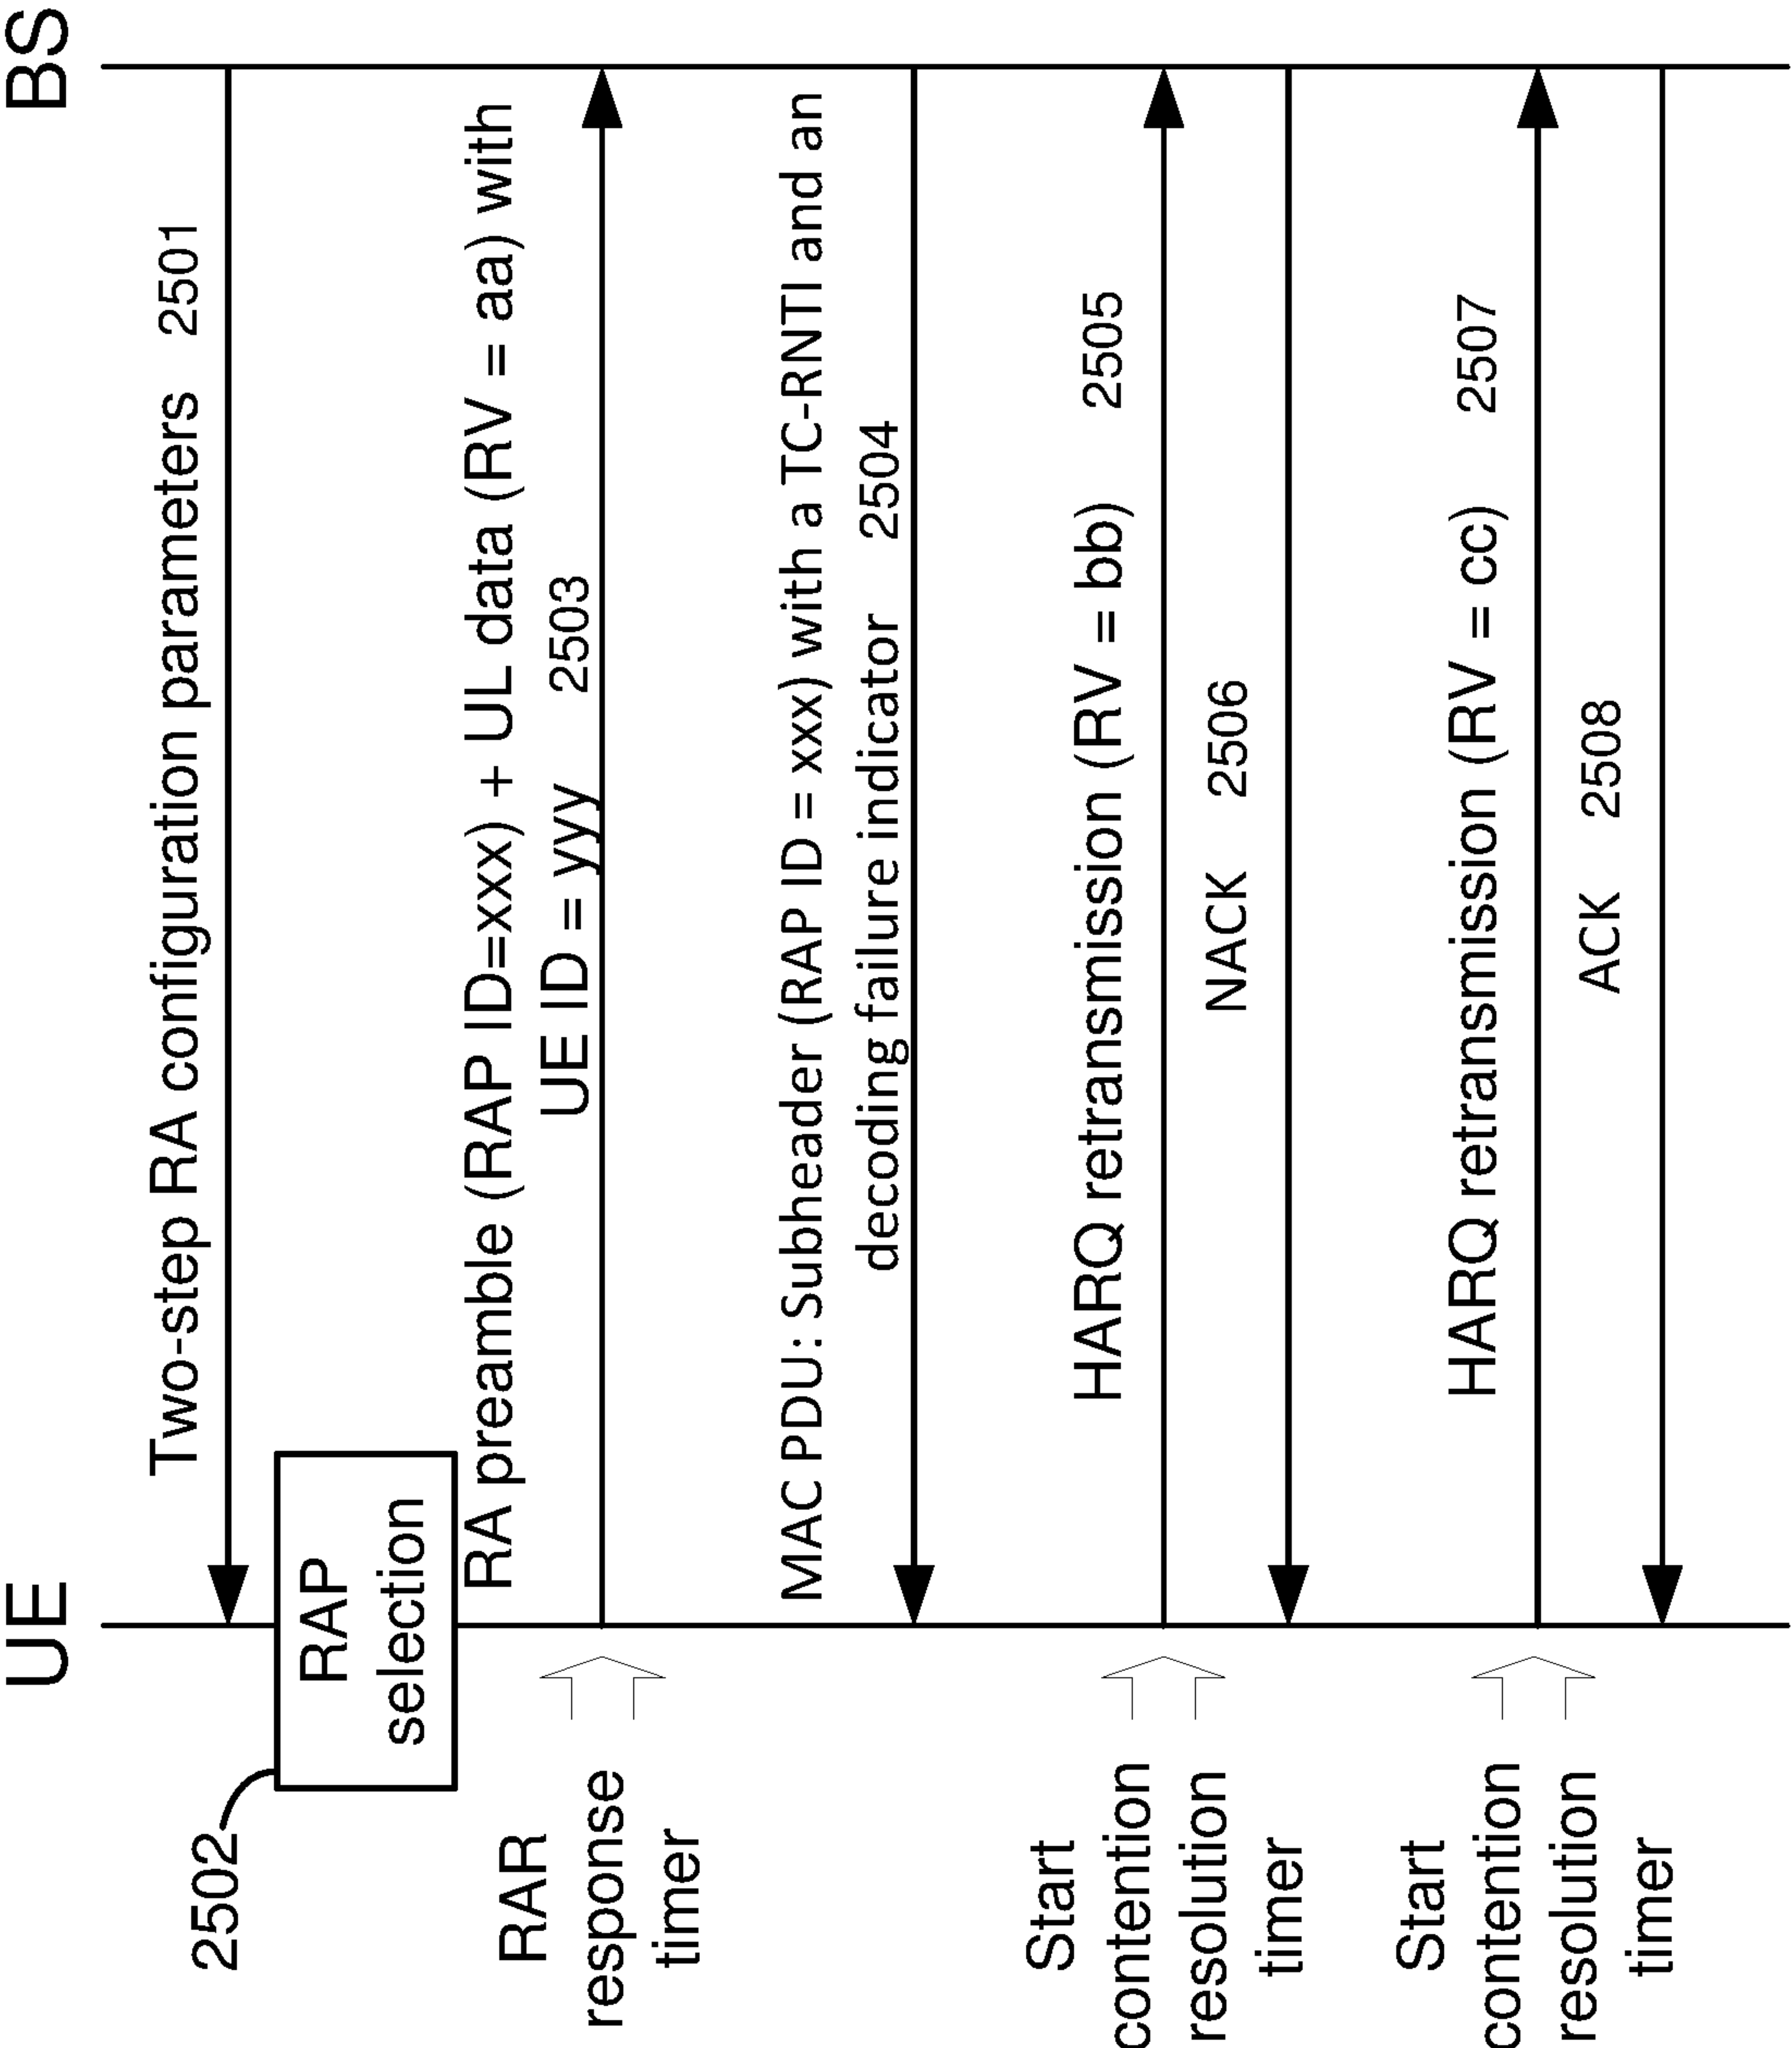 UE
BS
Two-step RA configuration parameters 2501
2502
RAP
selection
RA preamble (RAP ID=xxx) + UL data (RV = aa) with
UE ID = yyy 2503
RAR
response
timer
MAC PDU: Subheader (RAP ID = xxx) with a TC-RNTI and an
decoding failure indicator 2504
HARQ retransmission (RV = bb) 2505
Start
contention
resolution
timer
NACK 2506
HARQ retransmission (RV = cc) 2507
Start
contention
resolution
timer
ACK 2508